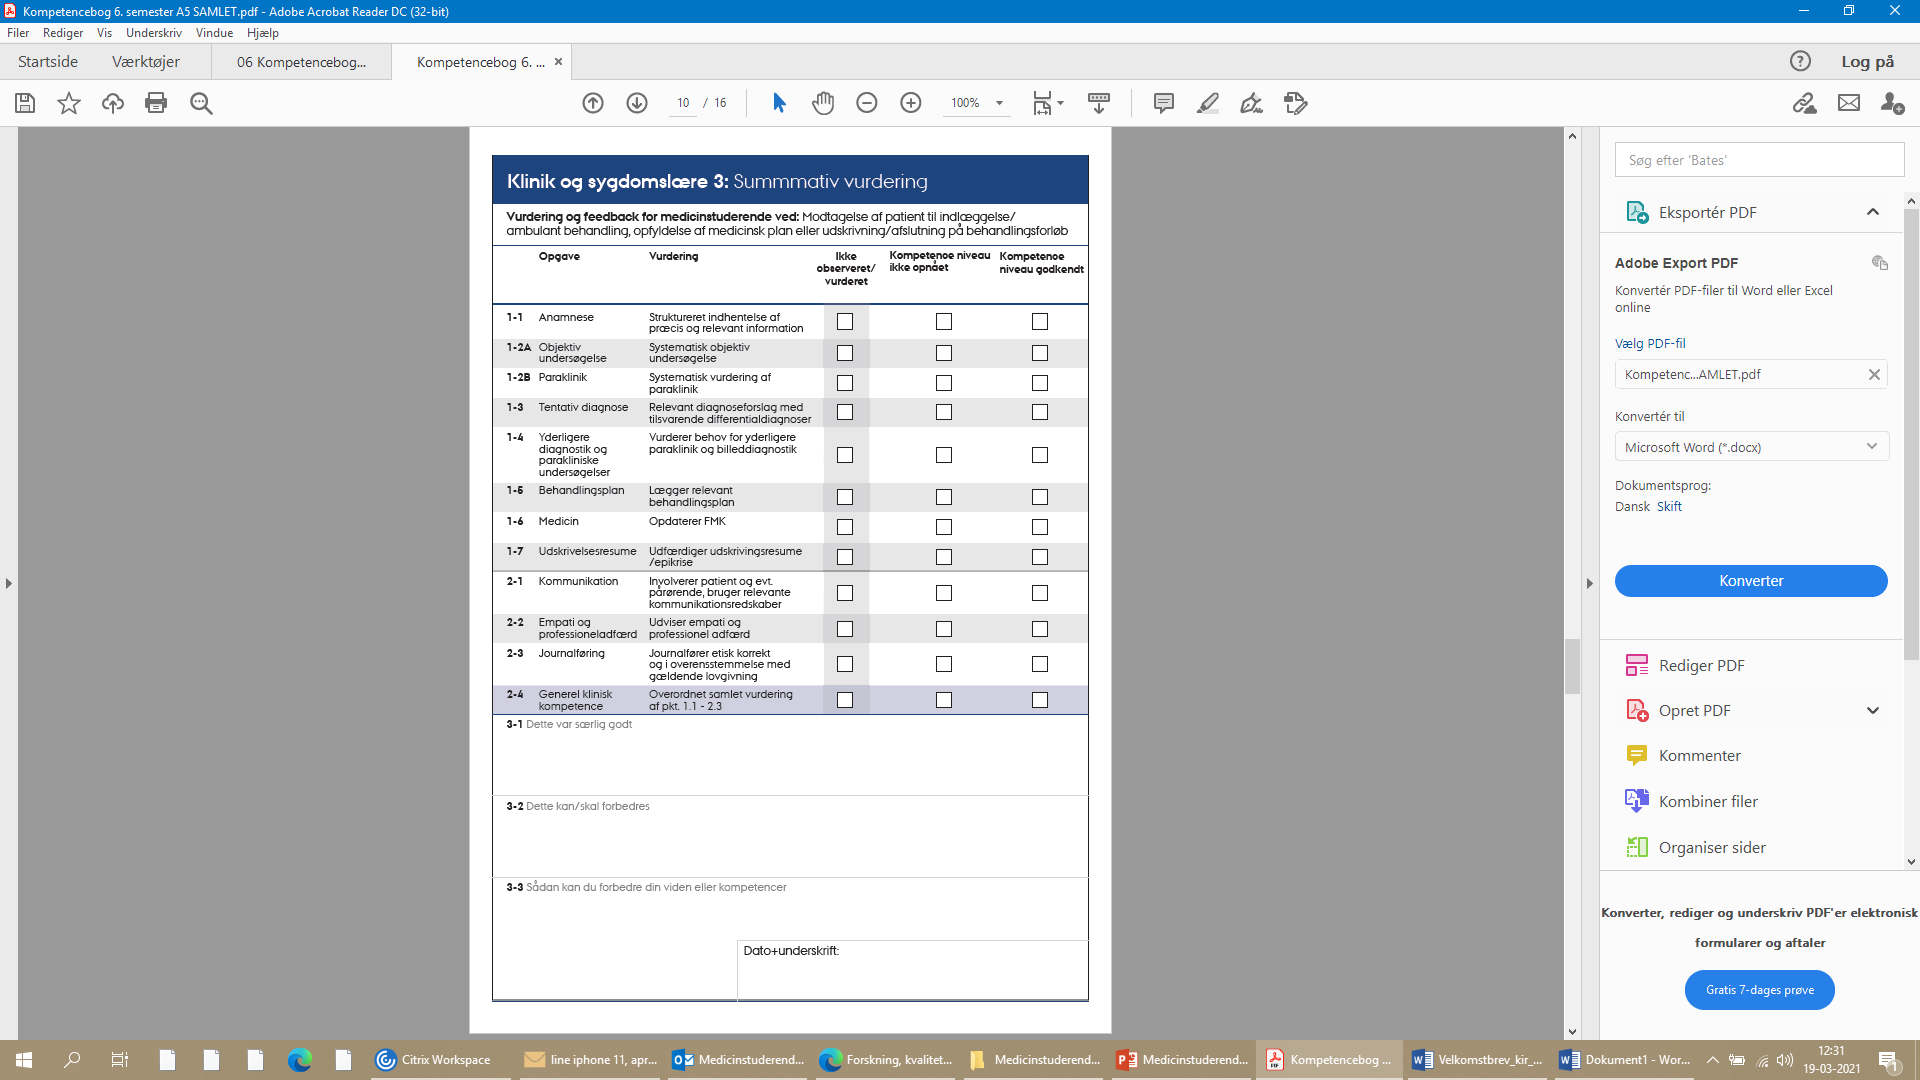 Kompetencebog 6. semester A5 SAMLET.pdf - Adobe Acrobat Reader DC (32-bit)
Filer Rediger Vis Underskriv Vindue Hjælp
Startside Værktøjer 06 Kompetencebog... Kompetencebog 6. ... Log på
10 / 16 100%
Klinik og sygdomslære 3: Summmativ vurdering
Vurdering og feedback for medicinstuderende ved: Modtagelse af patient til indlæggelse/
ambulant behandling, opfyldelse af medicinsk plan eller udskrivning/afslutning på behandlingsforløb
Opgave Vurdering Ikke observeret/ vurderet Kompetence niveau ikke opnået Kompetence niveau godkendt
1-1 Anamnese Struktureret indhentelse af
præcis og relevant information
1-2A Objektiv Systematisk objektiv
undersøgelse undersøgelse
1-2B Paraklinik Systematisk vurdering af
paraklinik
1-3 Tentativ diagnose Relevant diagnoseforslag med
tilsvarende differentialdiagnoser
1-4 Yderligere Vurderer behov for yderligere
diagnostik og paraklinik og billeddiagnostik
parakliniske
undersøgelser
1-5 Behandlingsplan Lægger relevant
behandlingsplan
1-6 Medicin Opdaterer FMK
1-7 Udskrivelsesresume Udfærdiger udskrivingsresume
/epikrise
2-1 Kommunikation Involverer patient og evt.
pårørende, bruger relevante
kommunikationsredskaber
2-2 Empati og Udviser empati og
professioneladfærd professionel adfærd
2-3 Journalføring Journalfører etisk korrekt
og i overensstemmelse med
gældende lovgivning
2-4 Generel klinisk Overordnet samlet vurdering
kompetence af pkt. 1.1 - 2.3
3-1 Dette var særlig godt
3-2 Dette kan/skal forbedres
3-3 Sådan kan du forbedre din viden eller kompetencer
Dato+underskrift:
Søg efter 'Bates'
Eksportér PDF
Adobe Export PDF
Konvertér PDF-filer til Word eller Excel
online
Vælg PDF-fil
Kompetenc...AMLET.pdf
Konvertér til
Microsoft Word (*.docx)
Dokumentsprog:
Dansk Skift
Konverter
Rediger PDF
Opret PDF
Kommenter
Kombiner filer
Organiser sider
Konverter, rediger og underskriv PDF'er elektronisk
formularer og aftaler
Gratis 7-dages prøve
Citrix Workspace line iphone 11, apr... Medicinstuderend... Forskning, kvalitet... Medicinstuderend... Medicinstuderend... Kompetencebog ... Velkomstbrev_kir_... Dokument1 - Wor... 12:31
19-03-2021
1